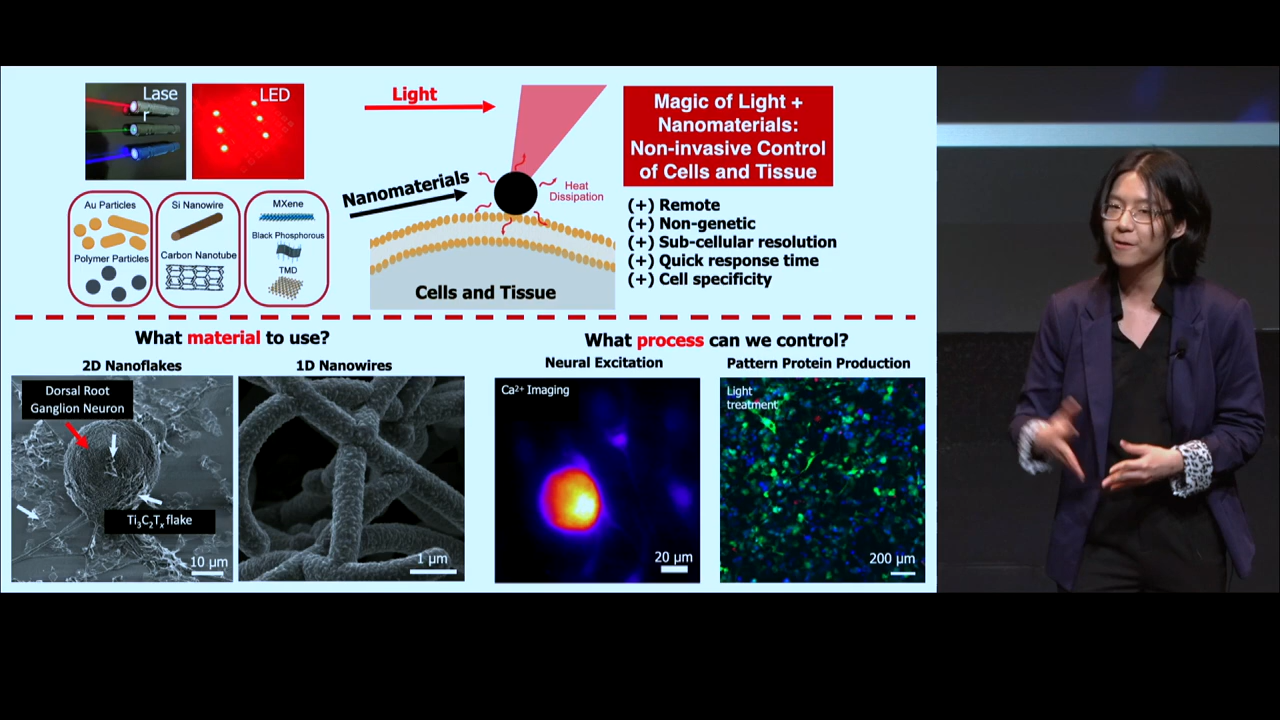 Lase
r
LED
Light
Magic of Light +
Nanomaterials:
Non-invasive Control
of Cells and Tissue
Nanomaterials
Heat
Dissipation
Au Particles
Polymer Particles
Si Nanowire
Carbon Nanotube
MXene
Black Phosphorous
TMD
Cells and Tissue
(+) Remote
(+) Non-genetic
(+) Sub-cellular resolution
(+) Quick response time
(+) Cell specificity
What material to use?
2D Nanoflakes
1D Nanowires
Dorsal Root
Ganglion Neuron
Ti₃C₂Tₓ flake
10 µm
1 µm
What process can we control?
Neural Excitation
Pattern Protein Production
Ca²⁺ Imaging
20 µm
Light
treatment
200 µm